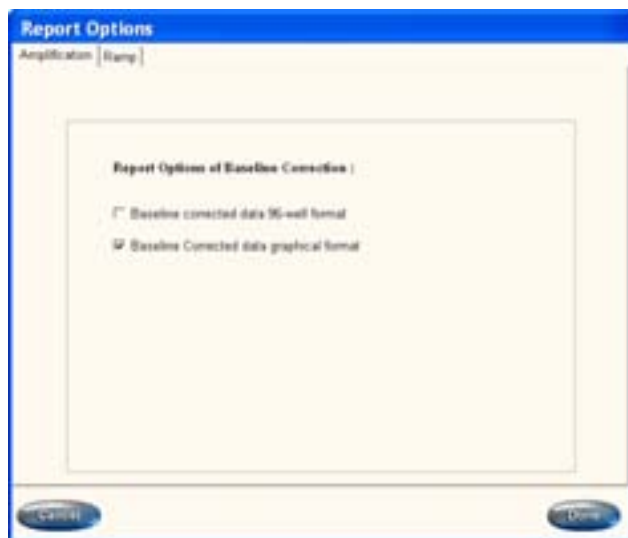 Report Options
Amplification Ramp
Report Options of Baseline Correction :
Baseline corrected data 96-well format
Baseline Corrected data graphical format
Cancel Done